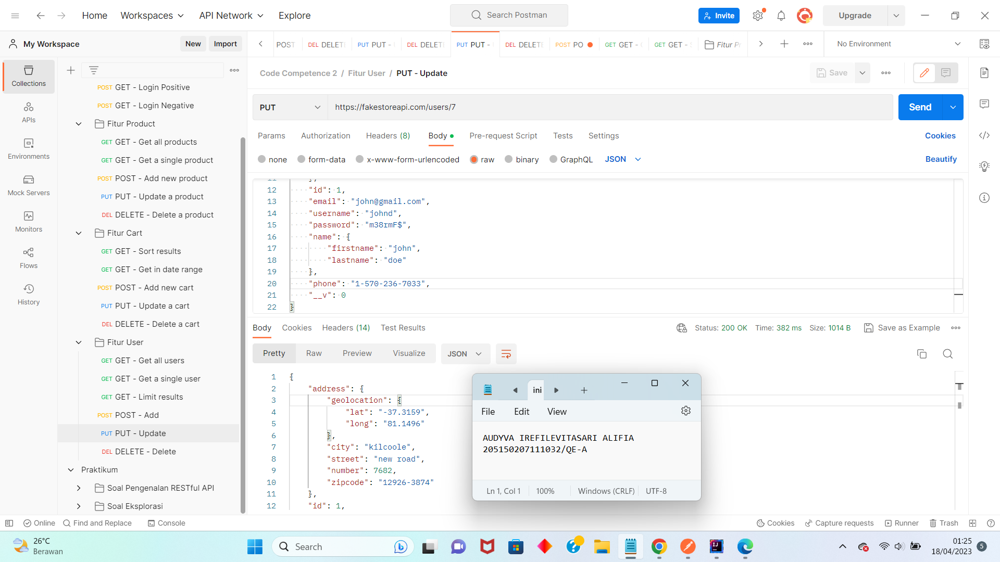 Home Workspaces API Network Explore Search Postman Invite Upgrade
My Workspace New Import POST DEL DELETE PUT PUT - DEL DELETE PUT PUT - DEL DELETE POST PO GET GET - GET GET - Fitur Pr No Environment
Collections
APIs
Environments
Mock Servers
Monitors
Flows
History
POST GET - Login Positive
POST GET - Login Negative
Fitur Product
GET GET - Get all products
GET GET - Get a single product
POST POST - Add new product
PUT PUT - Update a product
DEL DELETE - Delete a product
Fitur Cart
GET GET - Sort results
GET GET - Get in date range
POST POST - Add new cart
PUT PUT - Update a cart
DEL DELETE - Delete a cart
Fitur User
GET GET - Get all users
GET GET - Get a single user
GET GET - Limit results
POST POST - Add
PUT PUT - Update
DEL DELETE - Delete
Praktikum
Soal Pengenalan RESTful API
Soal Eksplorasi
Code Competence 2 / Fitur User / PUT - Update Save
PUT https://fakestoreapi.com/users/7 Send
Params Authorization Headers (8) Body Pre-request Script Tests Settings Cookies
none form-data x-www-form-urlencoded raw binary GraphQL JSON Beautify
11 },
12 "id": 1,
13 "email": "john@gmail.com",
14 "username": "johnd",
15 "password": "m38rmF$",
16 "name": {
17 "firstname": "john",
18 "lastname": "doe"
19 },
20 "phone": "1-570-236-7033",
21 "__v": 0
22 }
Body Cookies Headers (14) Test Results Status: 200 OK Time: 382 ms Size: 1014 B Save as Example
Pretty Raw Preview Visualize JSON
1 {
2 "address": {
3 "geolocation": {
4 "lat": "-37.3159",
5 "long": "81.1496"
6 },
7 "city": "kilcoole",
8 "street": "new road",
9 "number": 7682,
10 "zipcode": "12926-3874"
11 },
12 "id": 1,
ini
File Edit View
AUDYVA IREFILEVITASARI ALIFIA
205150207111032/QE-A
Ln 1, Col 1 100% Windows (CRLF) UTF-8
Online Find and Replace Console Cookies Capture requests Runner Trash
26°C
Berawan
Search
01:25
18/04/2023
5